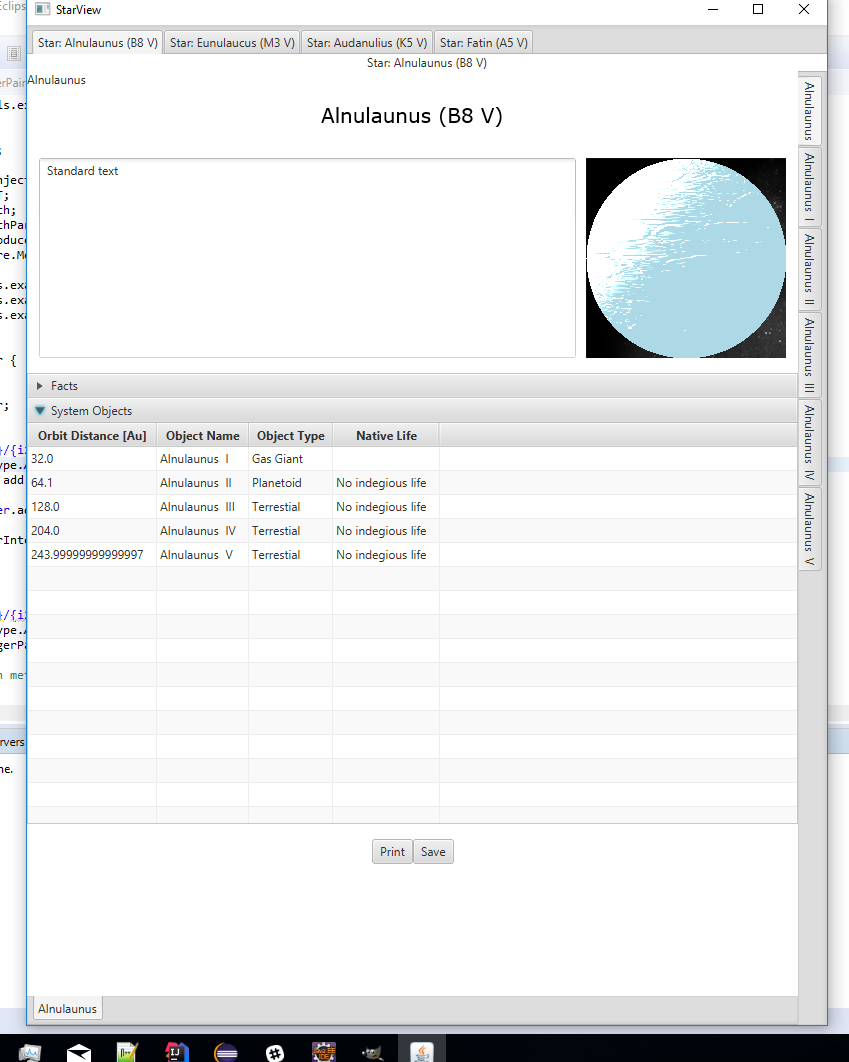 StarView
Star: Alnulaunus (B8 V) Star: Eunulaucus (M3 V) Star: Audanulius (K5 V) Star: Fatin (A5 V)
Star: Alnulaunus (B8 V)
Alnulaunus
Alnulaunus (B8 V)
Standard text
Facts
System Objects
Orbit Distance [Au] Object Name Object Type Native Life
32.0 Alnulaunus I Gas Giant
64.1 Alnulaunus II Planetoid No indegious life
128.0 Alnulaunus III Terrestial No indegious life
204.0 Alnulaunus IV Terrestial No indegious life
243.99999999999997 Alnulaunus V Terrestial No indegious life
Print Save
Alnulaunus
Alnulaunus
Alnulaunus I
Alnulaunus II
Alnulaunus III
Alnulaunus IV
Alnulaunus V